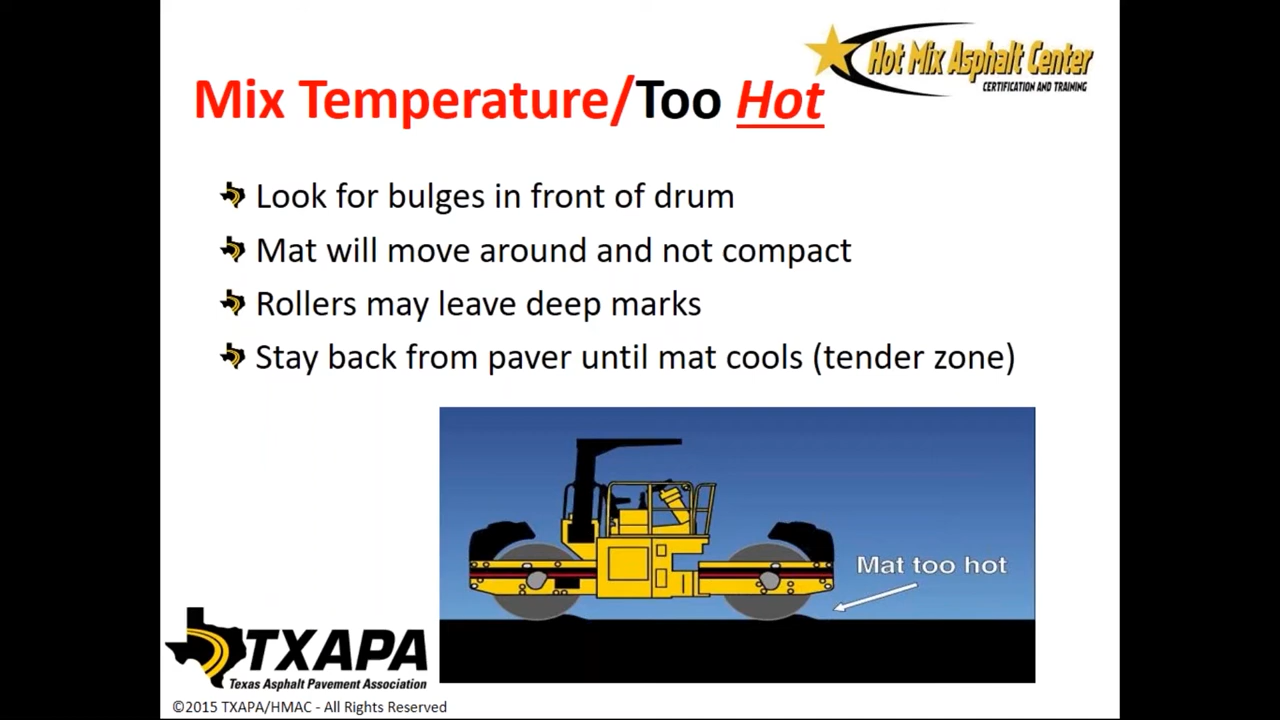 Hot Mix Asphalt Center
CERTIFICATION AND TRAINING
Mix Temperature/Too Hot
Look for bulges in front of drum
Mat will move around and not compact
Rollers may leave deep marks
Stay back from paver until mat cools (tender zone)
Mat too hot
TXAPA
Texas Asphalt Pavement Association
©2015 TXAPA/HMAC - All Rights Reserved